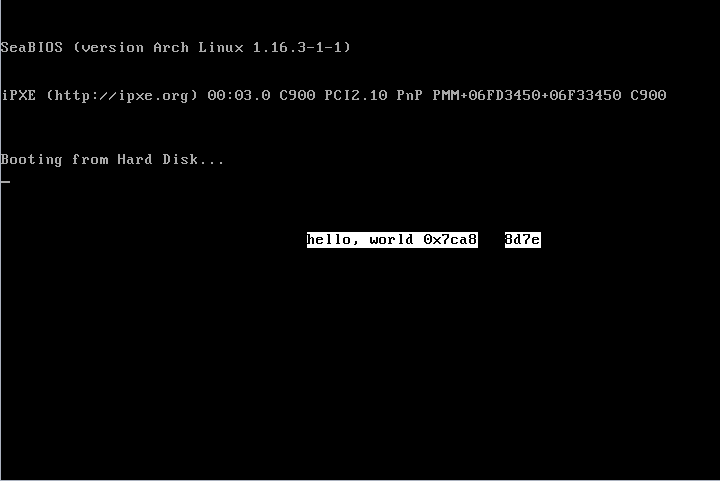 SeaBIOS (version Arch Linux 1.16.3-1-1)
iPXE (http://ipxe.org) 00:03.0 C900 PCI2.10 PnP PMM+06FD3450+06F33450 C900
Booting from Hard Disk...
hello, world 0x7ca8 8d7e